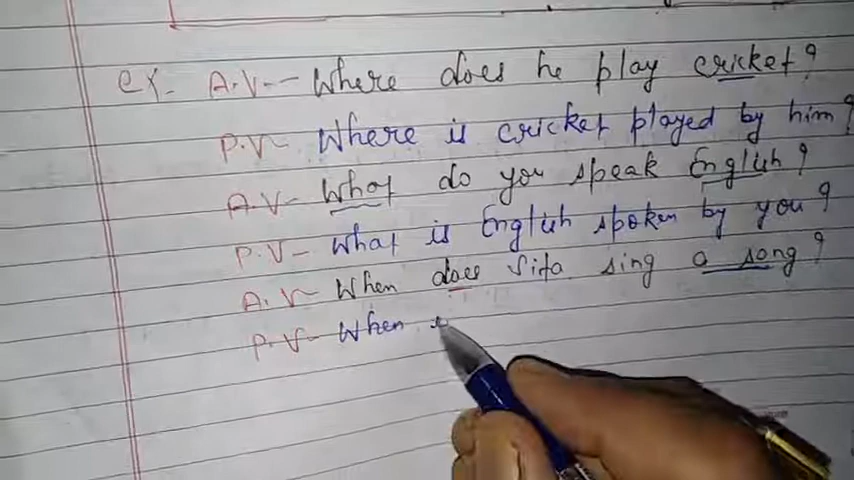 ex- A.V.- Where does he play cricket?
P.V- Where is cricket played by him?
A.V- What do you speak English?
P.V- What is English spoken by you?
A.V- When does Sita sing a song?
P.V- When